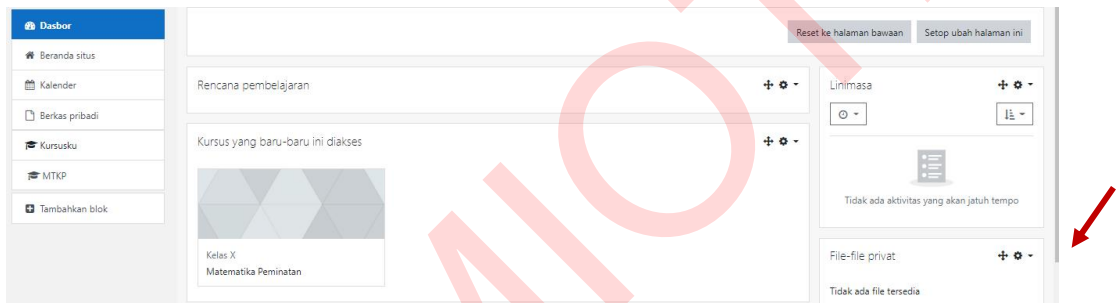 Dasbor
Beranda situs
Kalender
Berkas pribadi
Kursusku
MTKP
Tambahkan blok
Reset ke halaman bawaan
Setop ubah halaman ini
Rencana pembelajaran
Kursus yang baru-baru ini diakses
Kelas X
Matematika Peminatan
Linimasa
Tidak ada aktivitas yang akan jatuh tempo
File-file privat
Tidak ada file tersedia